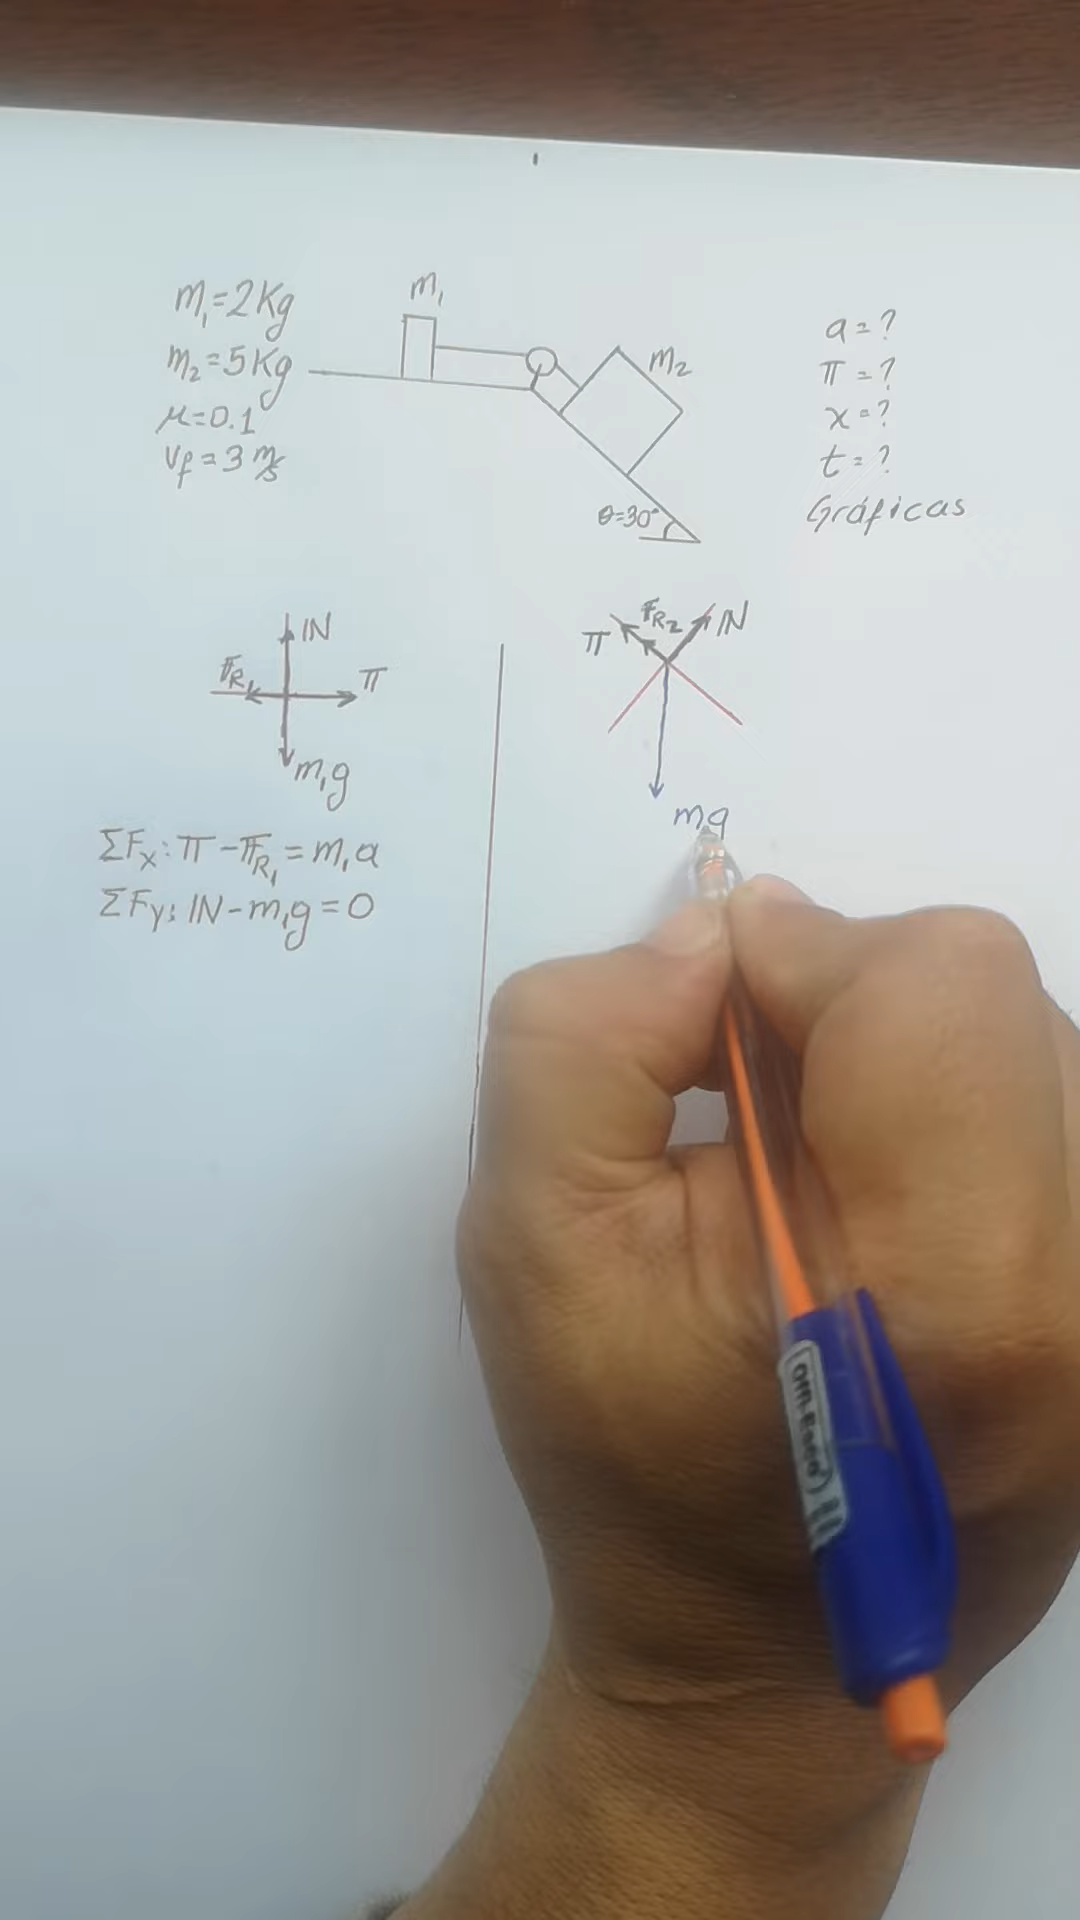 m₁=2Kg
m₂=5Kg
μ=0.1
Vf=3 m/s
m₁
m₂
θ=30°
a=?
T=?
x=?
t=?
Gráficas
N
FR₁
T
m₁g
ΣFx: T-FR₁=m₁a
ΣFy: N-m₁g=0
T
FR₂
N
mg